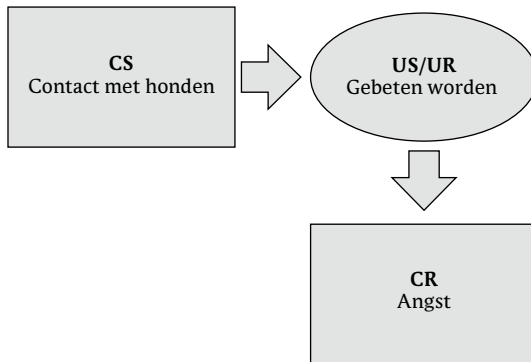 CS
Contact met honden
US/UR
Gebeten worden
CR
Angst